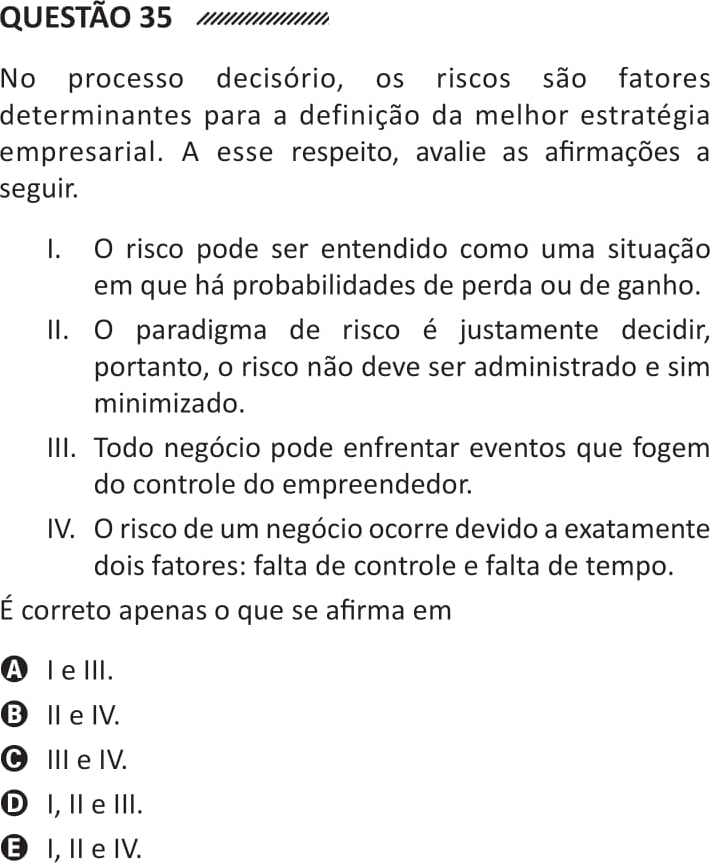 QUESTÃO 35
No processo decisório, os riscos são fatores
determinantes para a definição da melhor estratégia
empresarial. A esse respeito, avalie as afirmações a
seguir.
I. O risco pode ser entendido como uma situação
em que há probabilidades de perda ou de ganho.
II. O paradigma de risco é justamente decidir,
portanto, o risco não deve ser administrado e sim
minimizado.
III. Todo negócio pode enfrentar eventos que fogem
do controle do empreendedor.
IV. O risco de um negócio ocorre devido a exatamente
dois fatores: falta de controle e falta de tempo.
É correto apenas o que se afirma em
A I e III.
B II e IV.
C III e IV.
D I, II e III.
E I, II e IV.